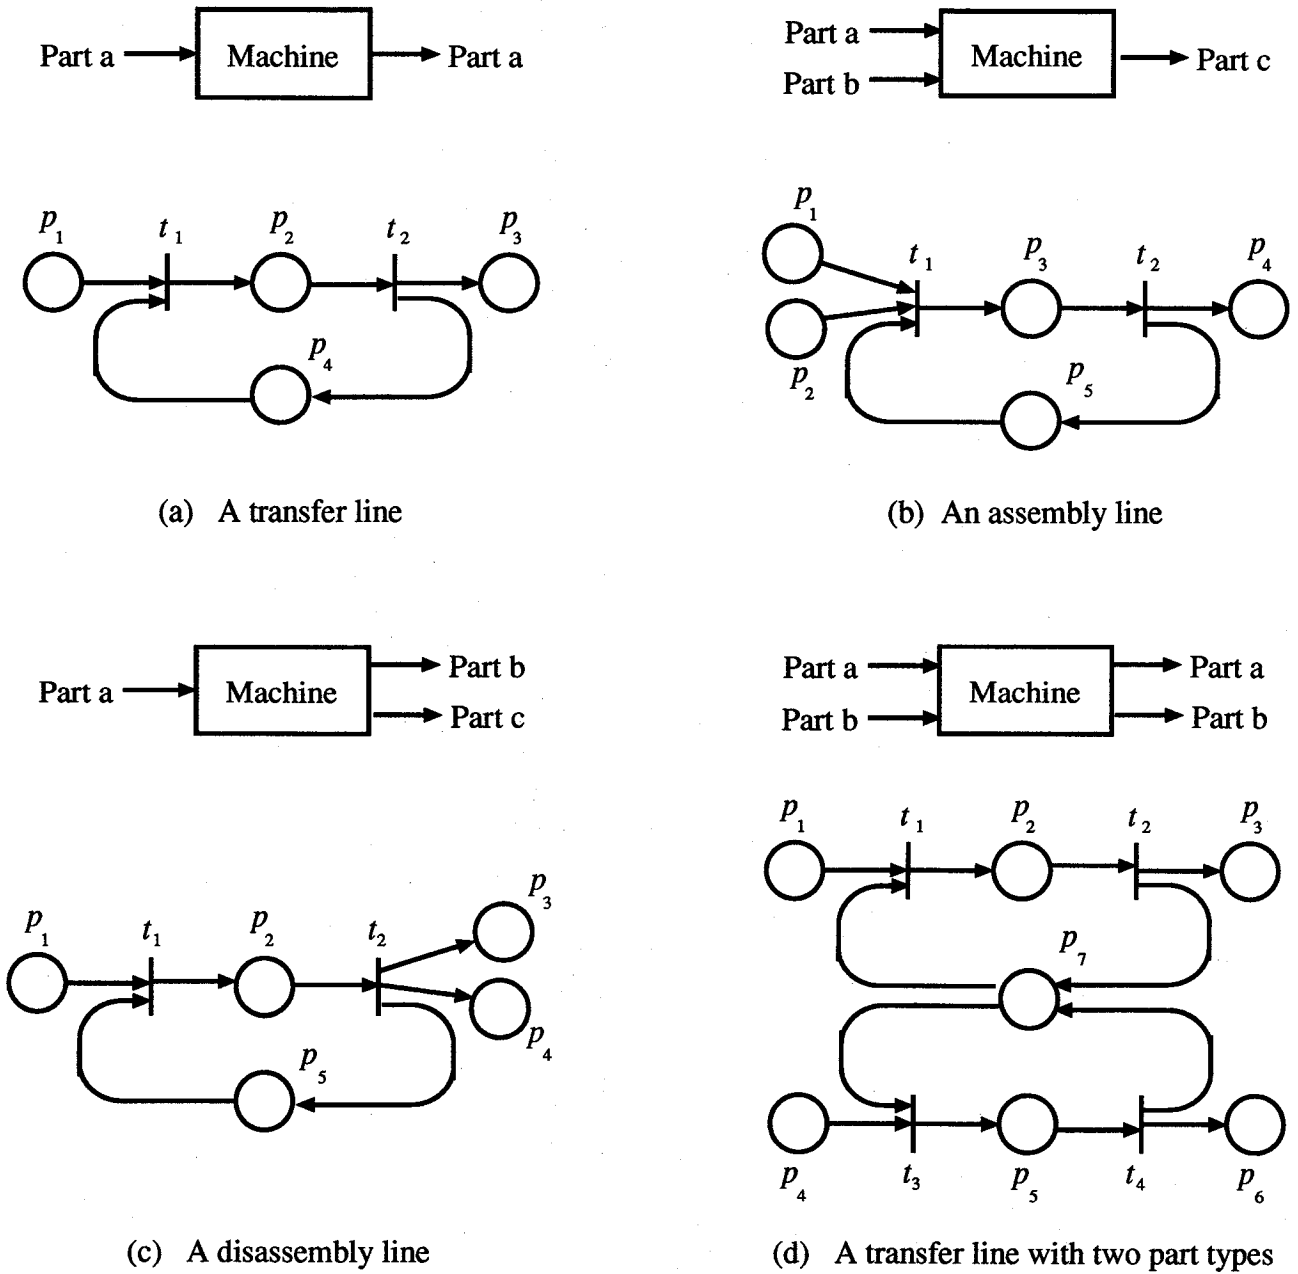 Part a
Machine
Part a
p1
t1
p2
t2
p3
p4
(a) A transfer line
Part a
Part b
Machine
Part c
p1
p2
t1
p3
t2
p4
p5
(b) An assembly line
Part a
Machine
Part b
Part c
p1
t1
p2
t2
p3
p4
p5
(c) A disassembly line
Part a
Part b
Machine
Part a
Part b
p1
t1
p2
t2
p3
p7
p4
t3
p5
t4
p6
(d) A transfer line with two part types